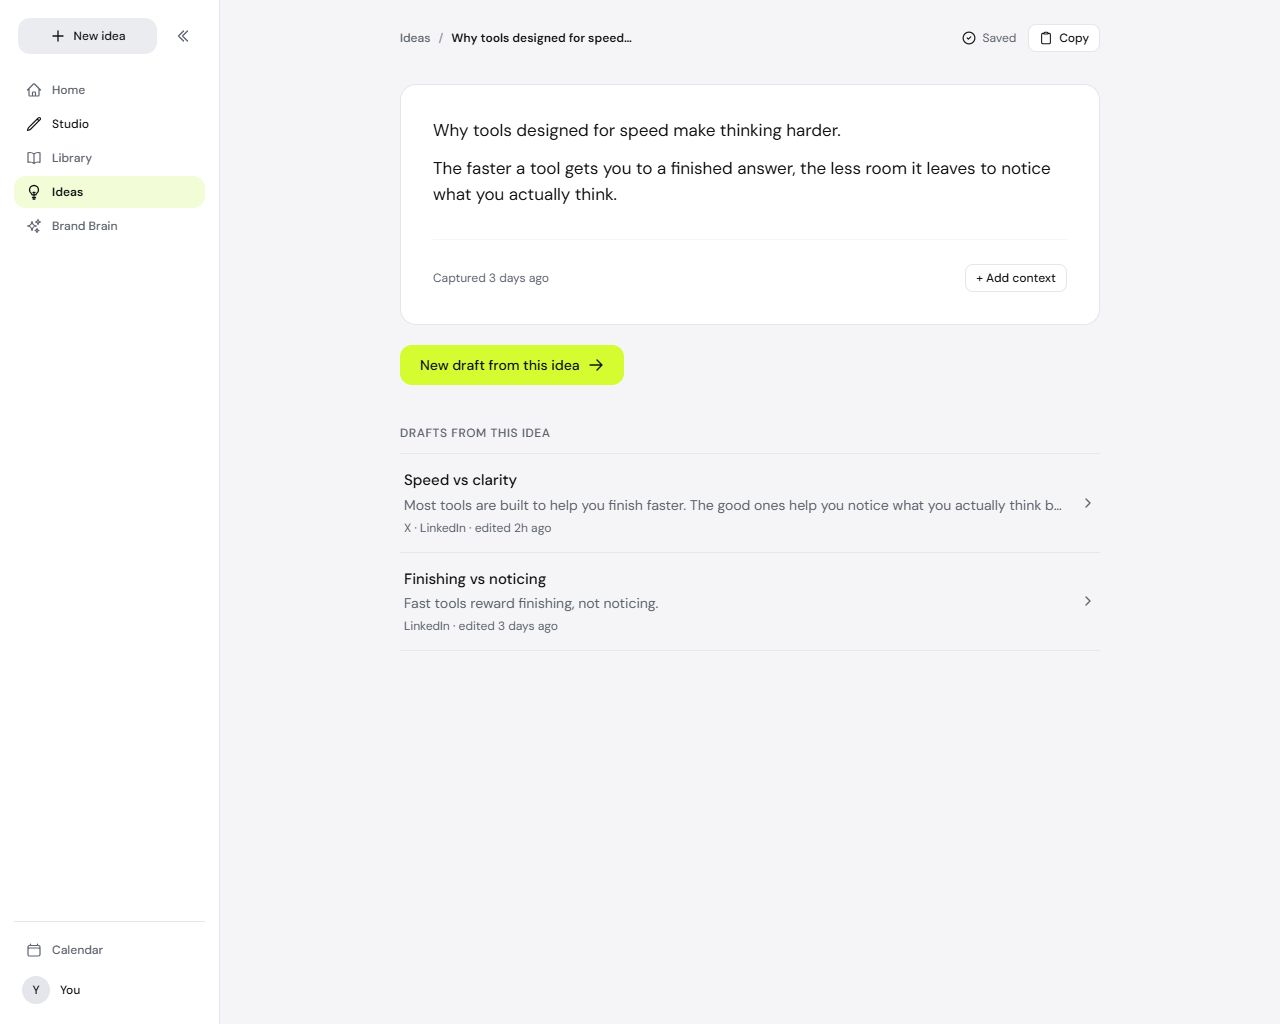 New idea
Home
Studio
Library
Ideas
Brand Brain
Calendar
Y
You
Ideas / Why tools designed for speed…
Saved
Copy
Why tools designed for speed make thinking harder.
The faster a tool gets you to a finished answer, the less room it leaves to notice
what you actually think.
Captured 3 days ago
+ Add context
New draft from this idea
DRAFTS FROM THIS IDEA
Speed vs clarity
Most tools are built to help you finish faster. The good ones help you notice what you actually think b…
X · LinkedIn · edited 2h ago
Finishing vs noticing
Fast tools reward finishing, not noticing.
LinkedIn · edited 3 days ago